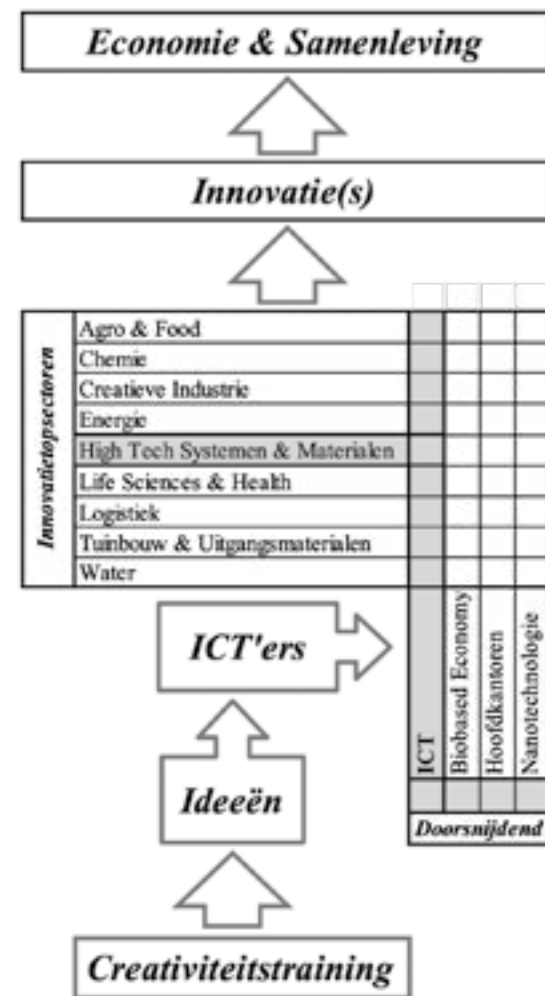 Economie & Samenleving
Innovatie(s)
Innovatietopsectoren
Agro & Food
Chemie
Creatieve Industrie
Energie
High Tech Systemen & Materialen
Life Sciences & Health
Logistiek
Tuinbouw & Uitgangsmaterialen
Water
ICT
Biobased Economy
Hoofdkantoren
Nanotechnologie
Doorsnijdend
ICT'ers
Ideeën
Creativiteitstraining